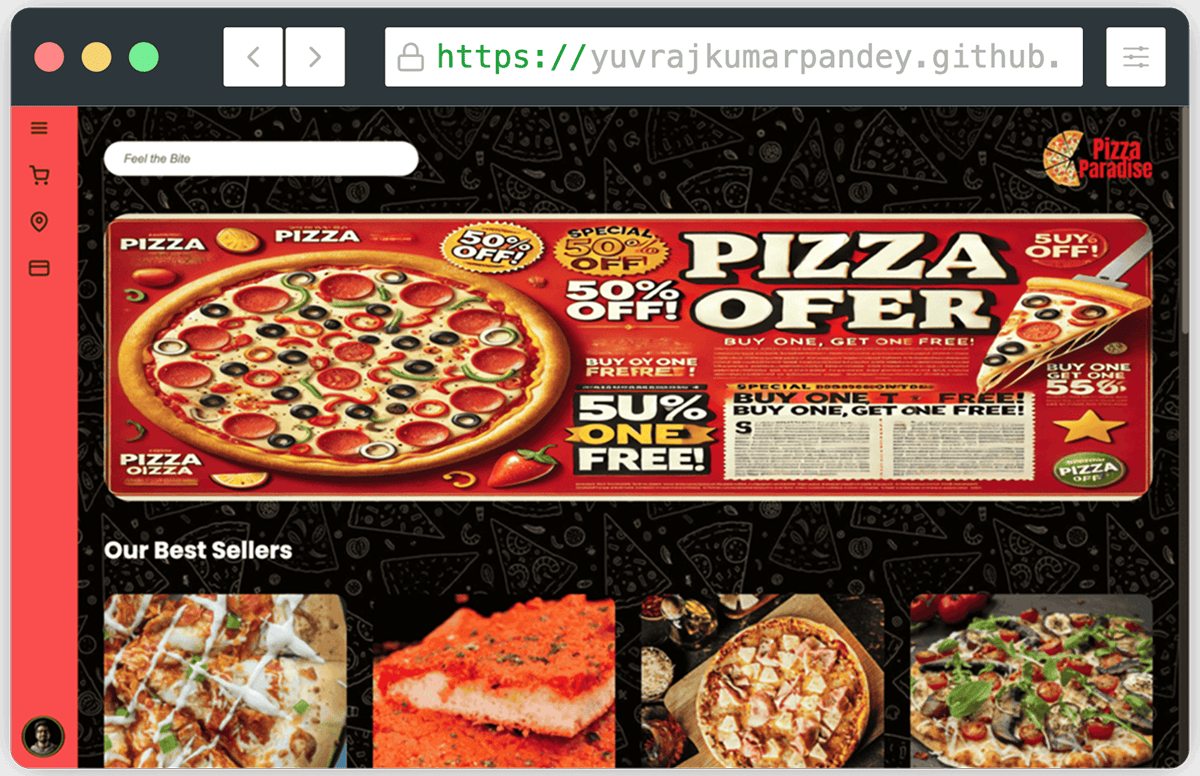 https://yuvrajkumarpandey.github.
Feel the Bite
Pizza
Paradise
PIZZA
PIZZA
50%
OFF!
SPECIAL
50%
OFF!
50%
OFF!
PIZZA
OFER
5UY
OFF!
BUY ONE, GET ONE FREE!
BUY OY ONE
FREFRE !
BUY ONE
GET ONE
55%
SPECIAL
BUY ONE T FREE!
BUY ONE, GET ONE FREE!
S
5U%
ONE
FREE!
PIZZA
OIZZA
PIZZA
OFF
Our Best Sellers